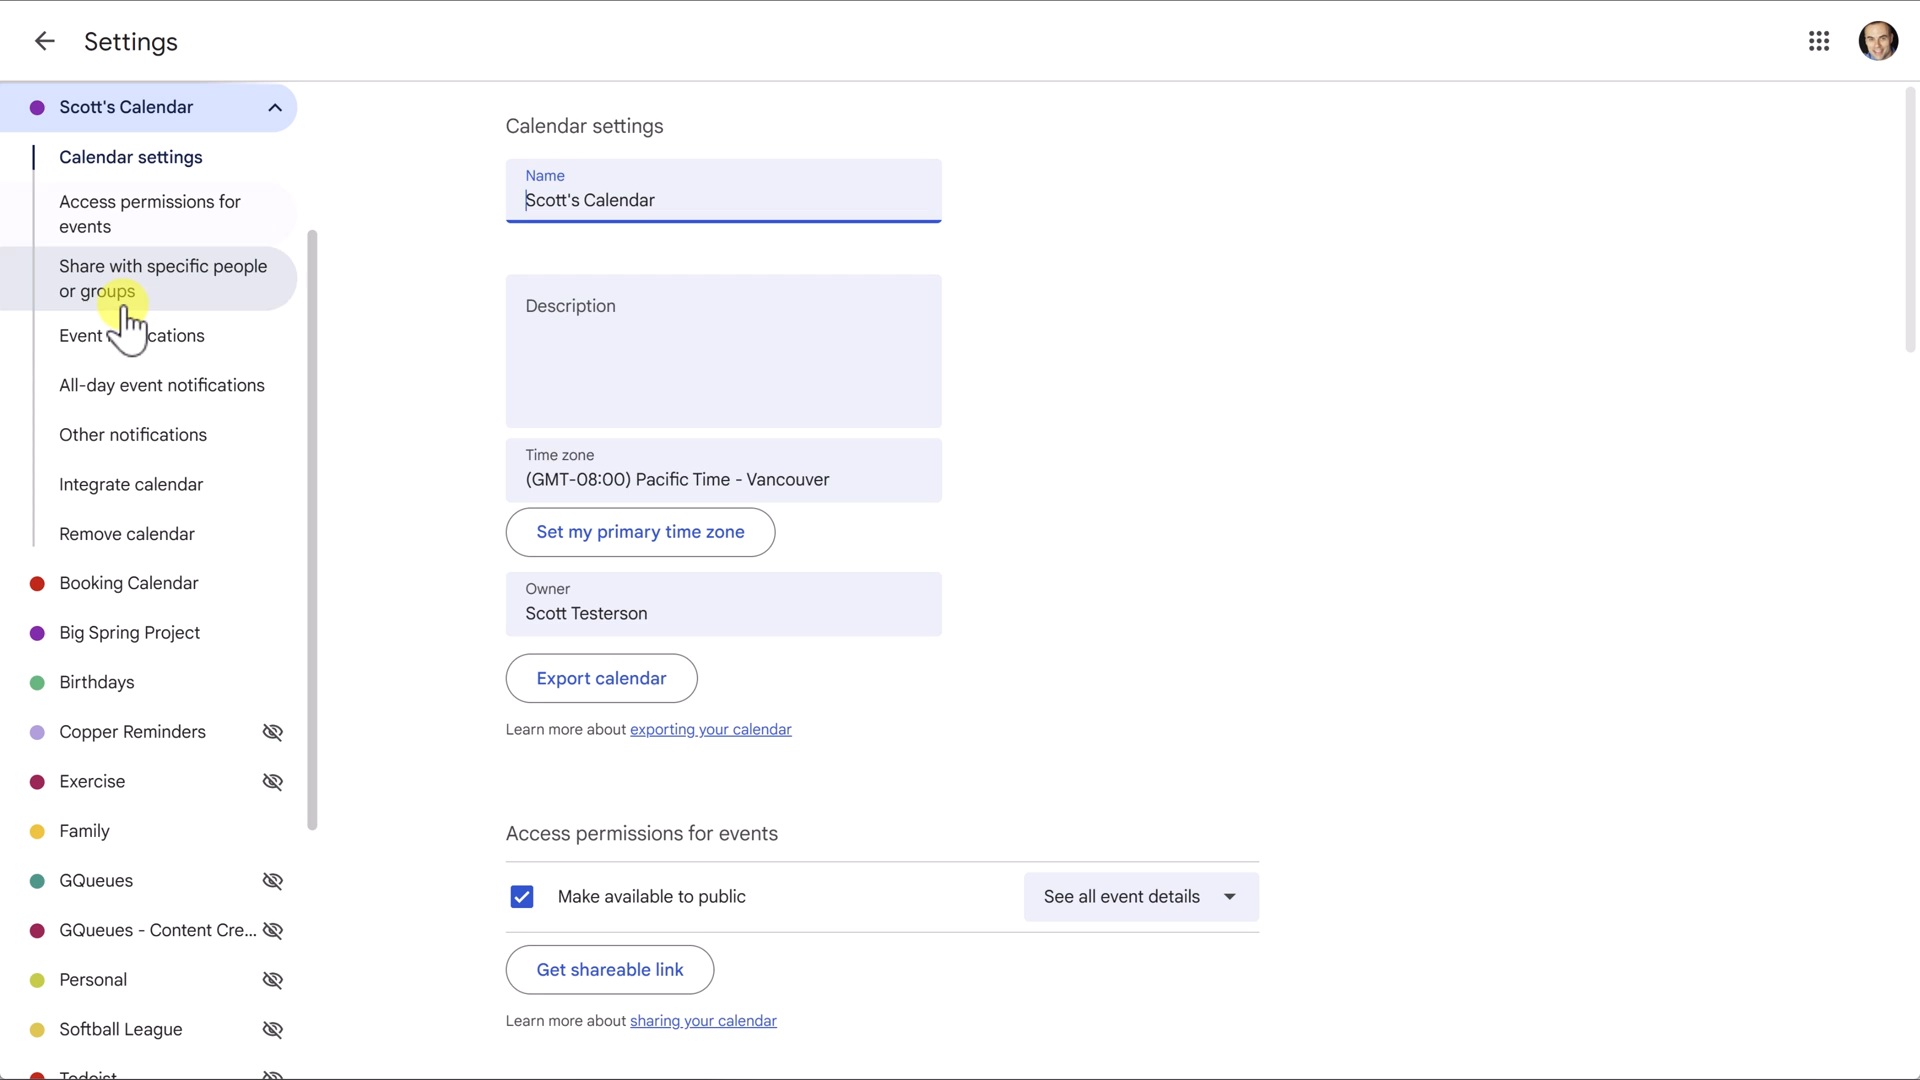 Settings
Scott's Calendar
Calendar settings
Access permissions for
events
Share with specific people
or groups
Event cations
All-day event notifications
Other notifications
Integrate calendar
Remove calendar
Booking Calendar
Big Spring Project
Birthdays
Copper Reminders
Exercise
Family
GQueues
GQueues - Content Cre...
Personal
Softball League
Todoist
Calendar settings
Name
Scott's Calendar
Description
Time zone
(GMT-08:00) Pacific Time - Vancouver
Set my primary time zone
Owner
Scott Testerson
Export calendar
Learn more about exporting your calendar
Access permissions for events
Make available to public
See all event details
Get shareable link
Learn more about sharing your calendar